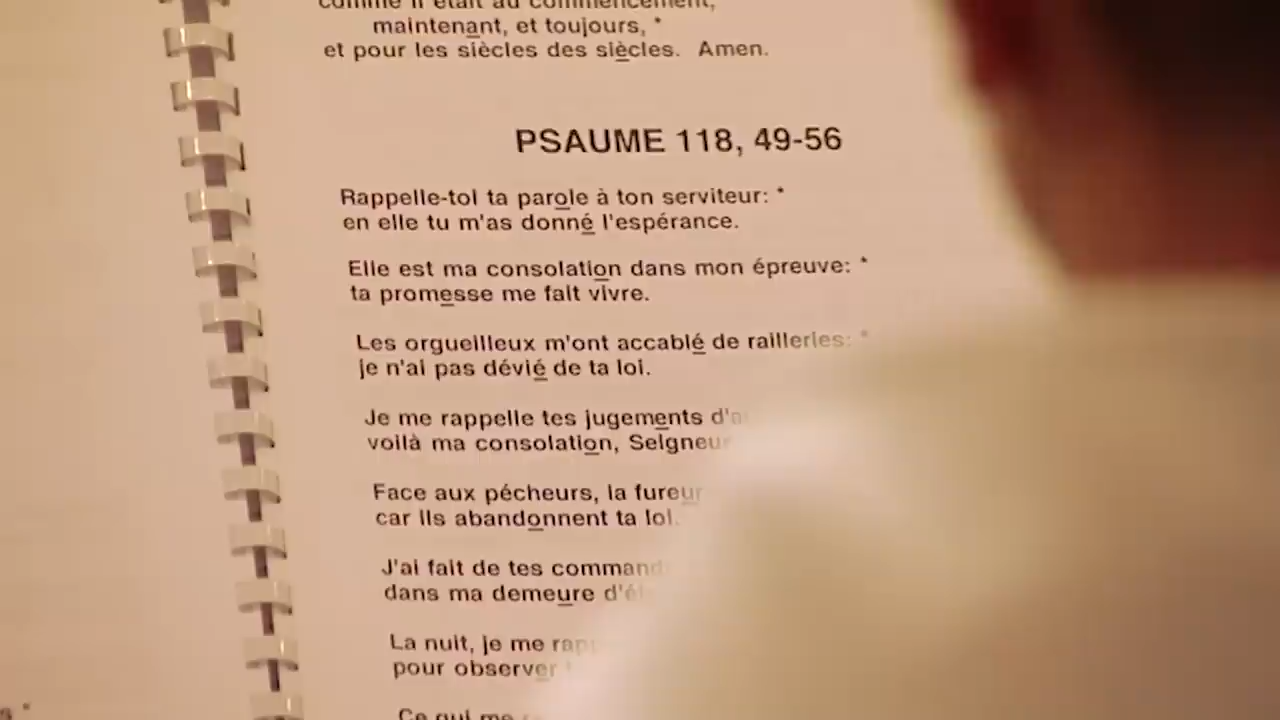 comme il était au commencement,
maintenant, et toujours, *
et pour les siècles des siècles. Amen.
PSAUME 118, 49-56
Rappelle-toi ta parole à ton serviteur: *
en elle tu m'as donné l'espérance.
Elle est ma consolation dans mon épreuve: *
ta promesse me fait vivre.
Les orgueilleux m'ont accablé de railleries: *
je n'ai pas dévié de ta loi.
Je me rappelle tes jugements
voilà ma consolation,
Face aux pécheurs, la fureur
car ils abandonnent ta loi.
J'ai fait de tes
dans ma demeure
La nuit, je me
pour observer
Ce qui me